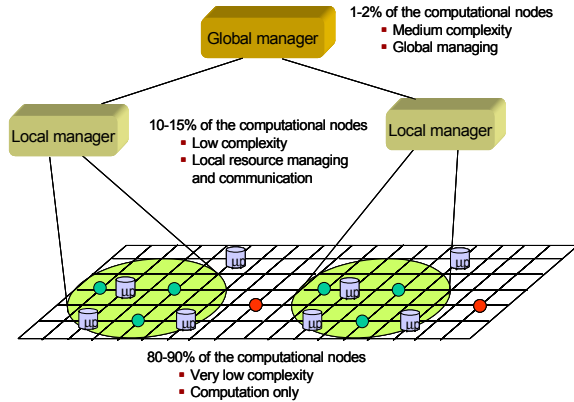 1-2% of the computational nodes
Medium complexity
Global managing
Global manager
Local manager
10-15% of the computational nodes
Low complexity
Local resource managing
and communication
Local manager
μp
μp
μp
μp
μp
μp
μp
μp
80-90% of the computational nodes
Very low complexity
Computation only